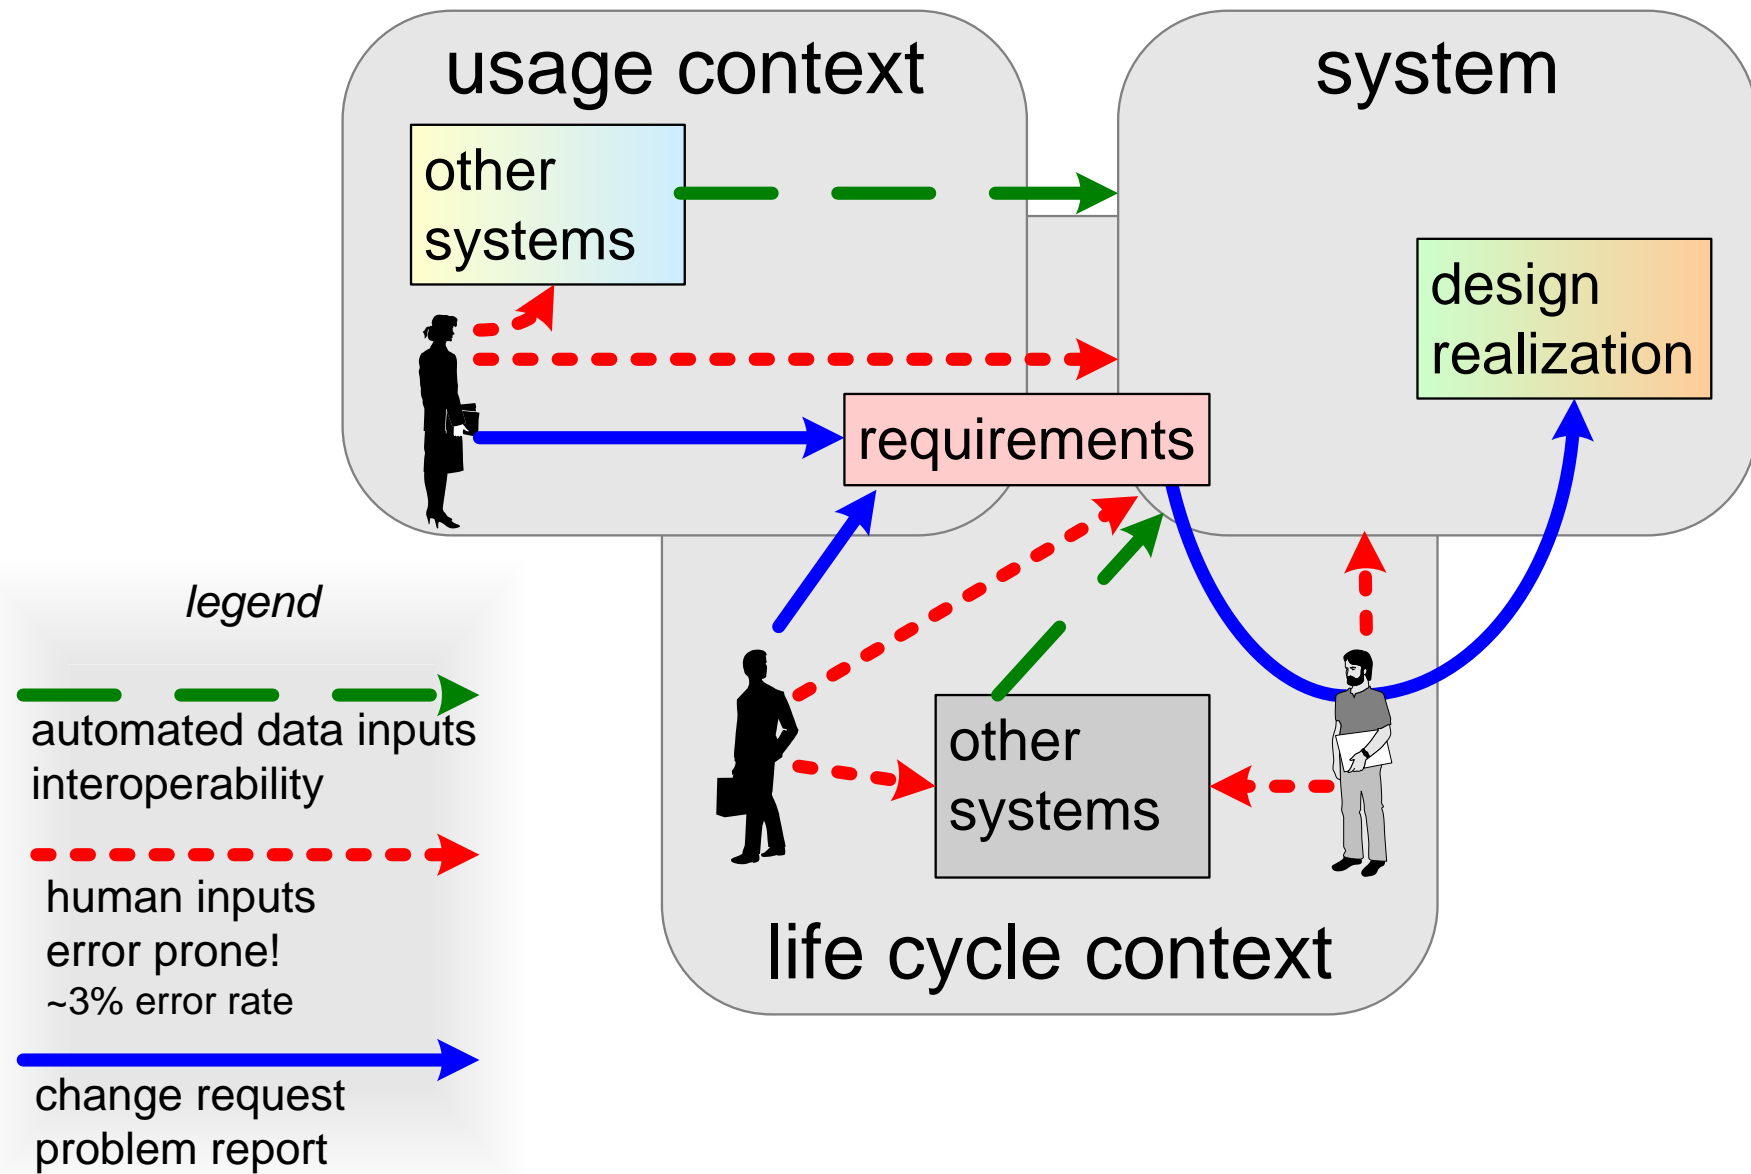 usage context
system
other
systems
design
realization
requirements
legend
automated data inputs
interoperability
human inputs
error prone!
~3% error rate
change request
problem report
other
systems
life cycle context